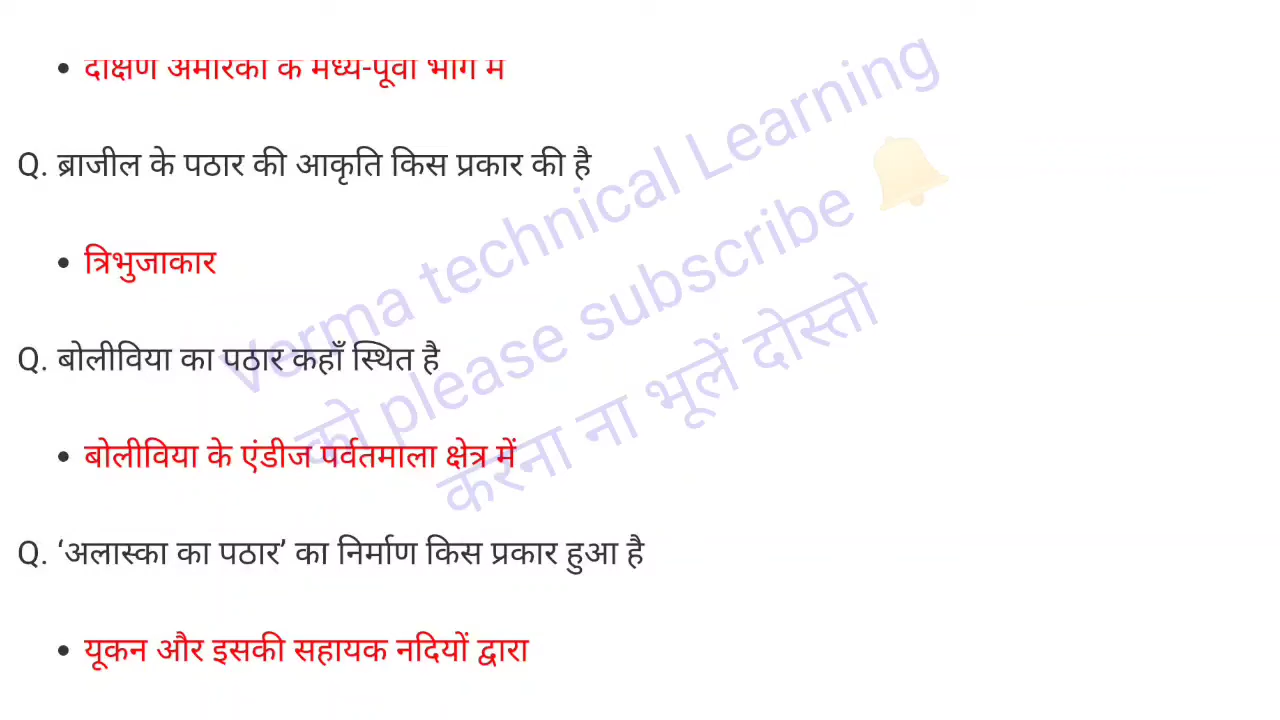 दक्षिण अमेरिका के मध्य-पूर्वी भाग में
Q. ब्राजील के पठार की आकृति किस प्रकार की है
त्रिभुजाकार
Q. बोलीविया का पठार कहाँ स्थित है
बोलीविया के एंडीज पर्वतमाला क्षेत्र में
Q. ‘अलास्का का पठार’ का निर्माण किस प्रकार हुआ है
यूकन और इसकी सहायक नदियों द्वारा
Verma technical Learning
को please subscribe
करना ना भूलें दोस्तो